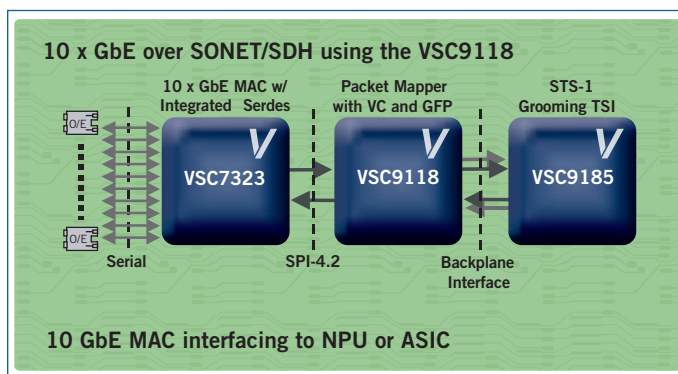 10 x GbE over SONET/SDH using the VSC9118
10 x GbE MAC w/
Integrated Serdes
Packet Mapper
with VC and GFP
STS-1
Grooming TSI
O/E
V
VSC7323
V
VSC9118
V
VSC9185
O/E
Serial
SPI-4.2
Backplane
Interface
10 GbE MAC interfacing to NPU or ASIC